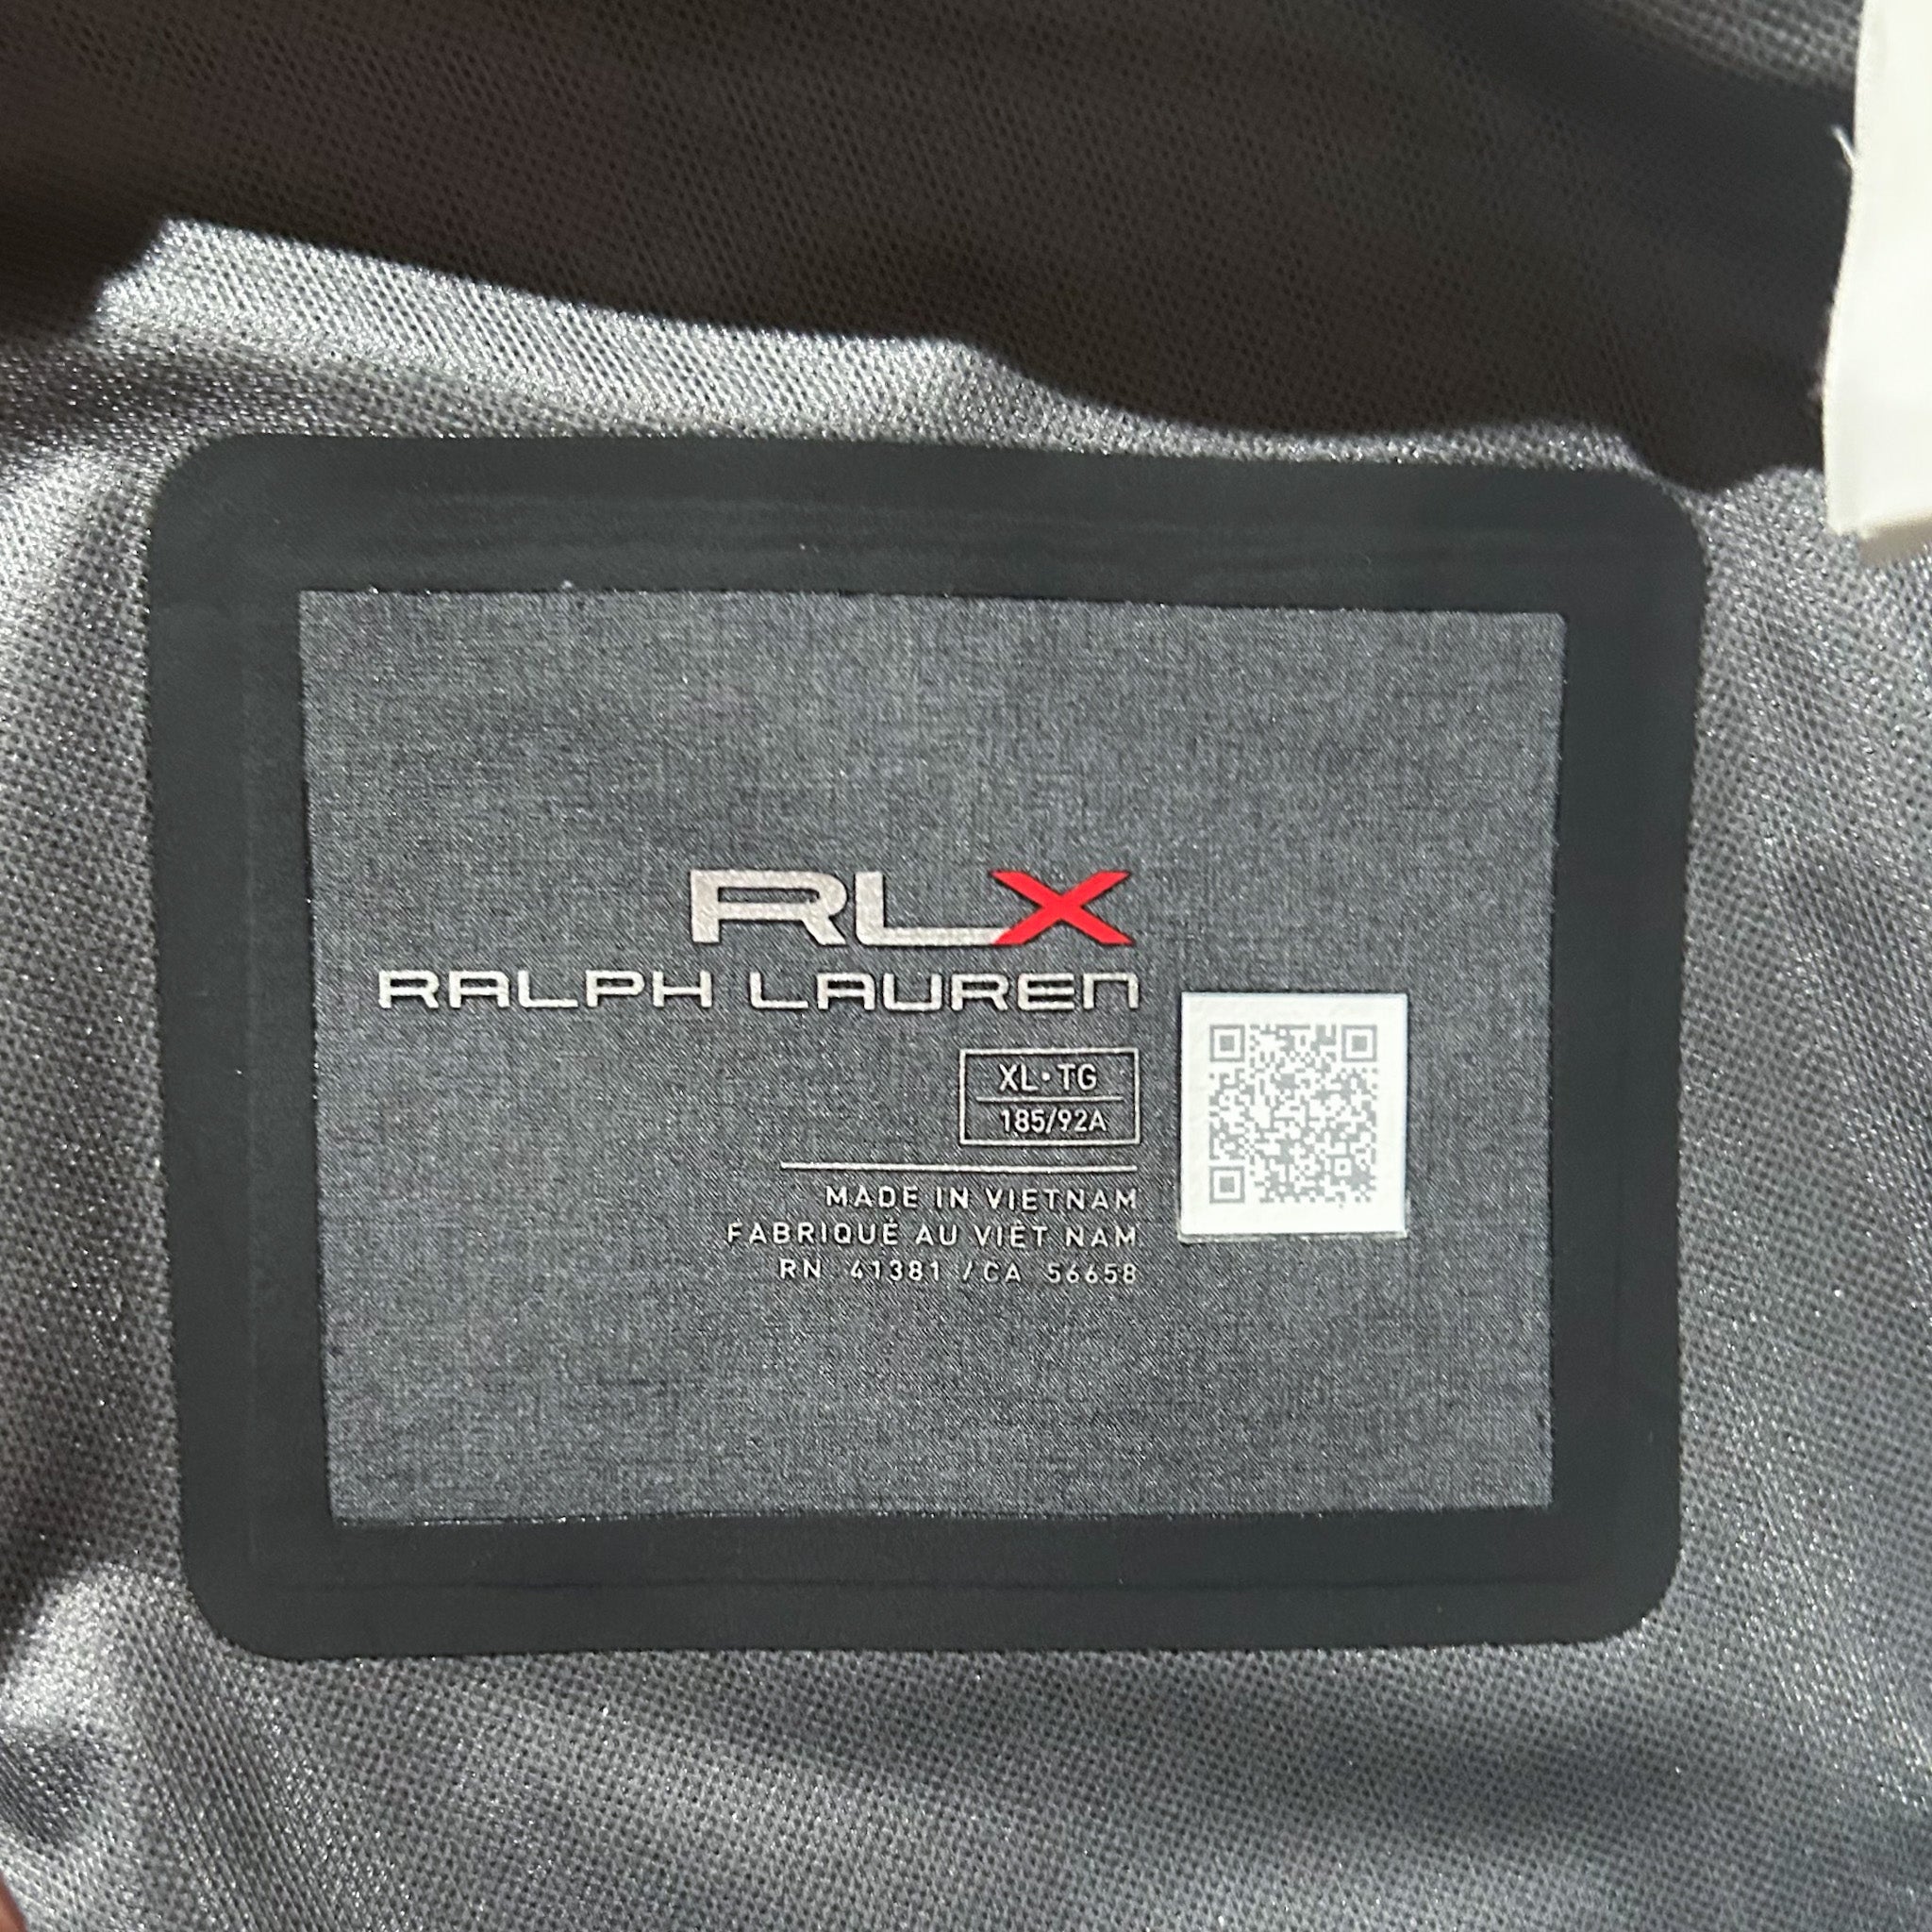 RLX
RALPH LAUREN
XL•TG
185/92A
MADE IN VIETNAM
FABRIQUÉ AU VIÊT NAM
RN 41381 / CA 56658